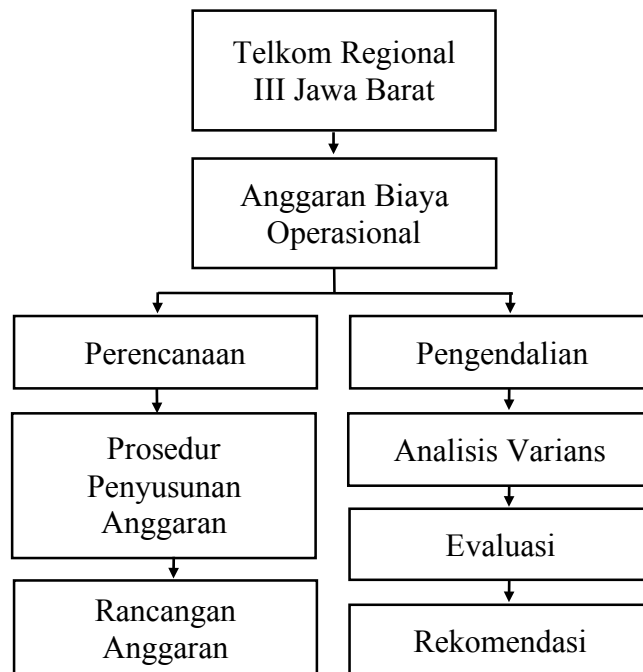 Telkom Regional
III Jawa Barat
Anggaran Biaya
Operasional
Perencanaan
Prosedur
Penyusunan
Anggaran
Rancangan
Anggaran
Pengendalian
Analisis Varians
Evaluasi
Rekomendasi